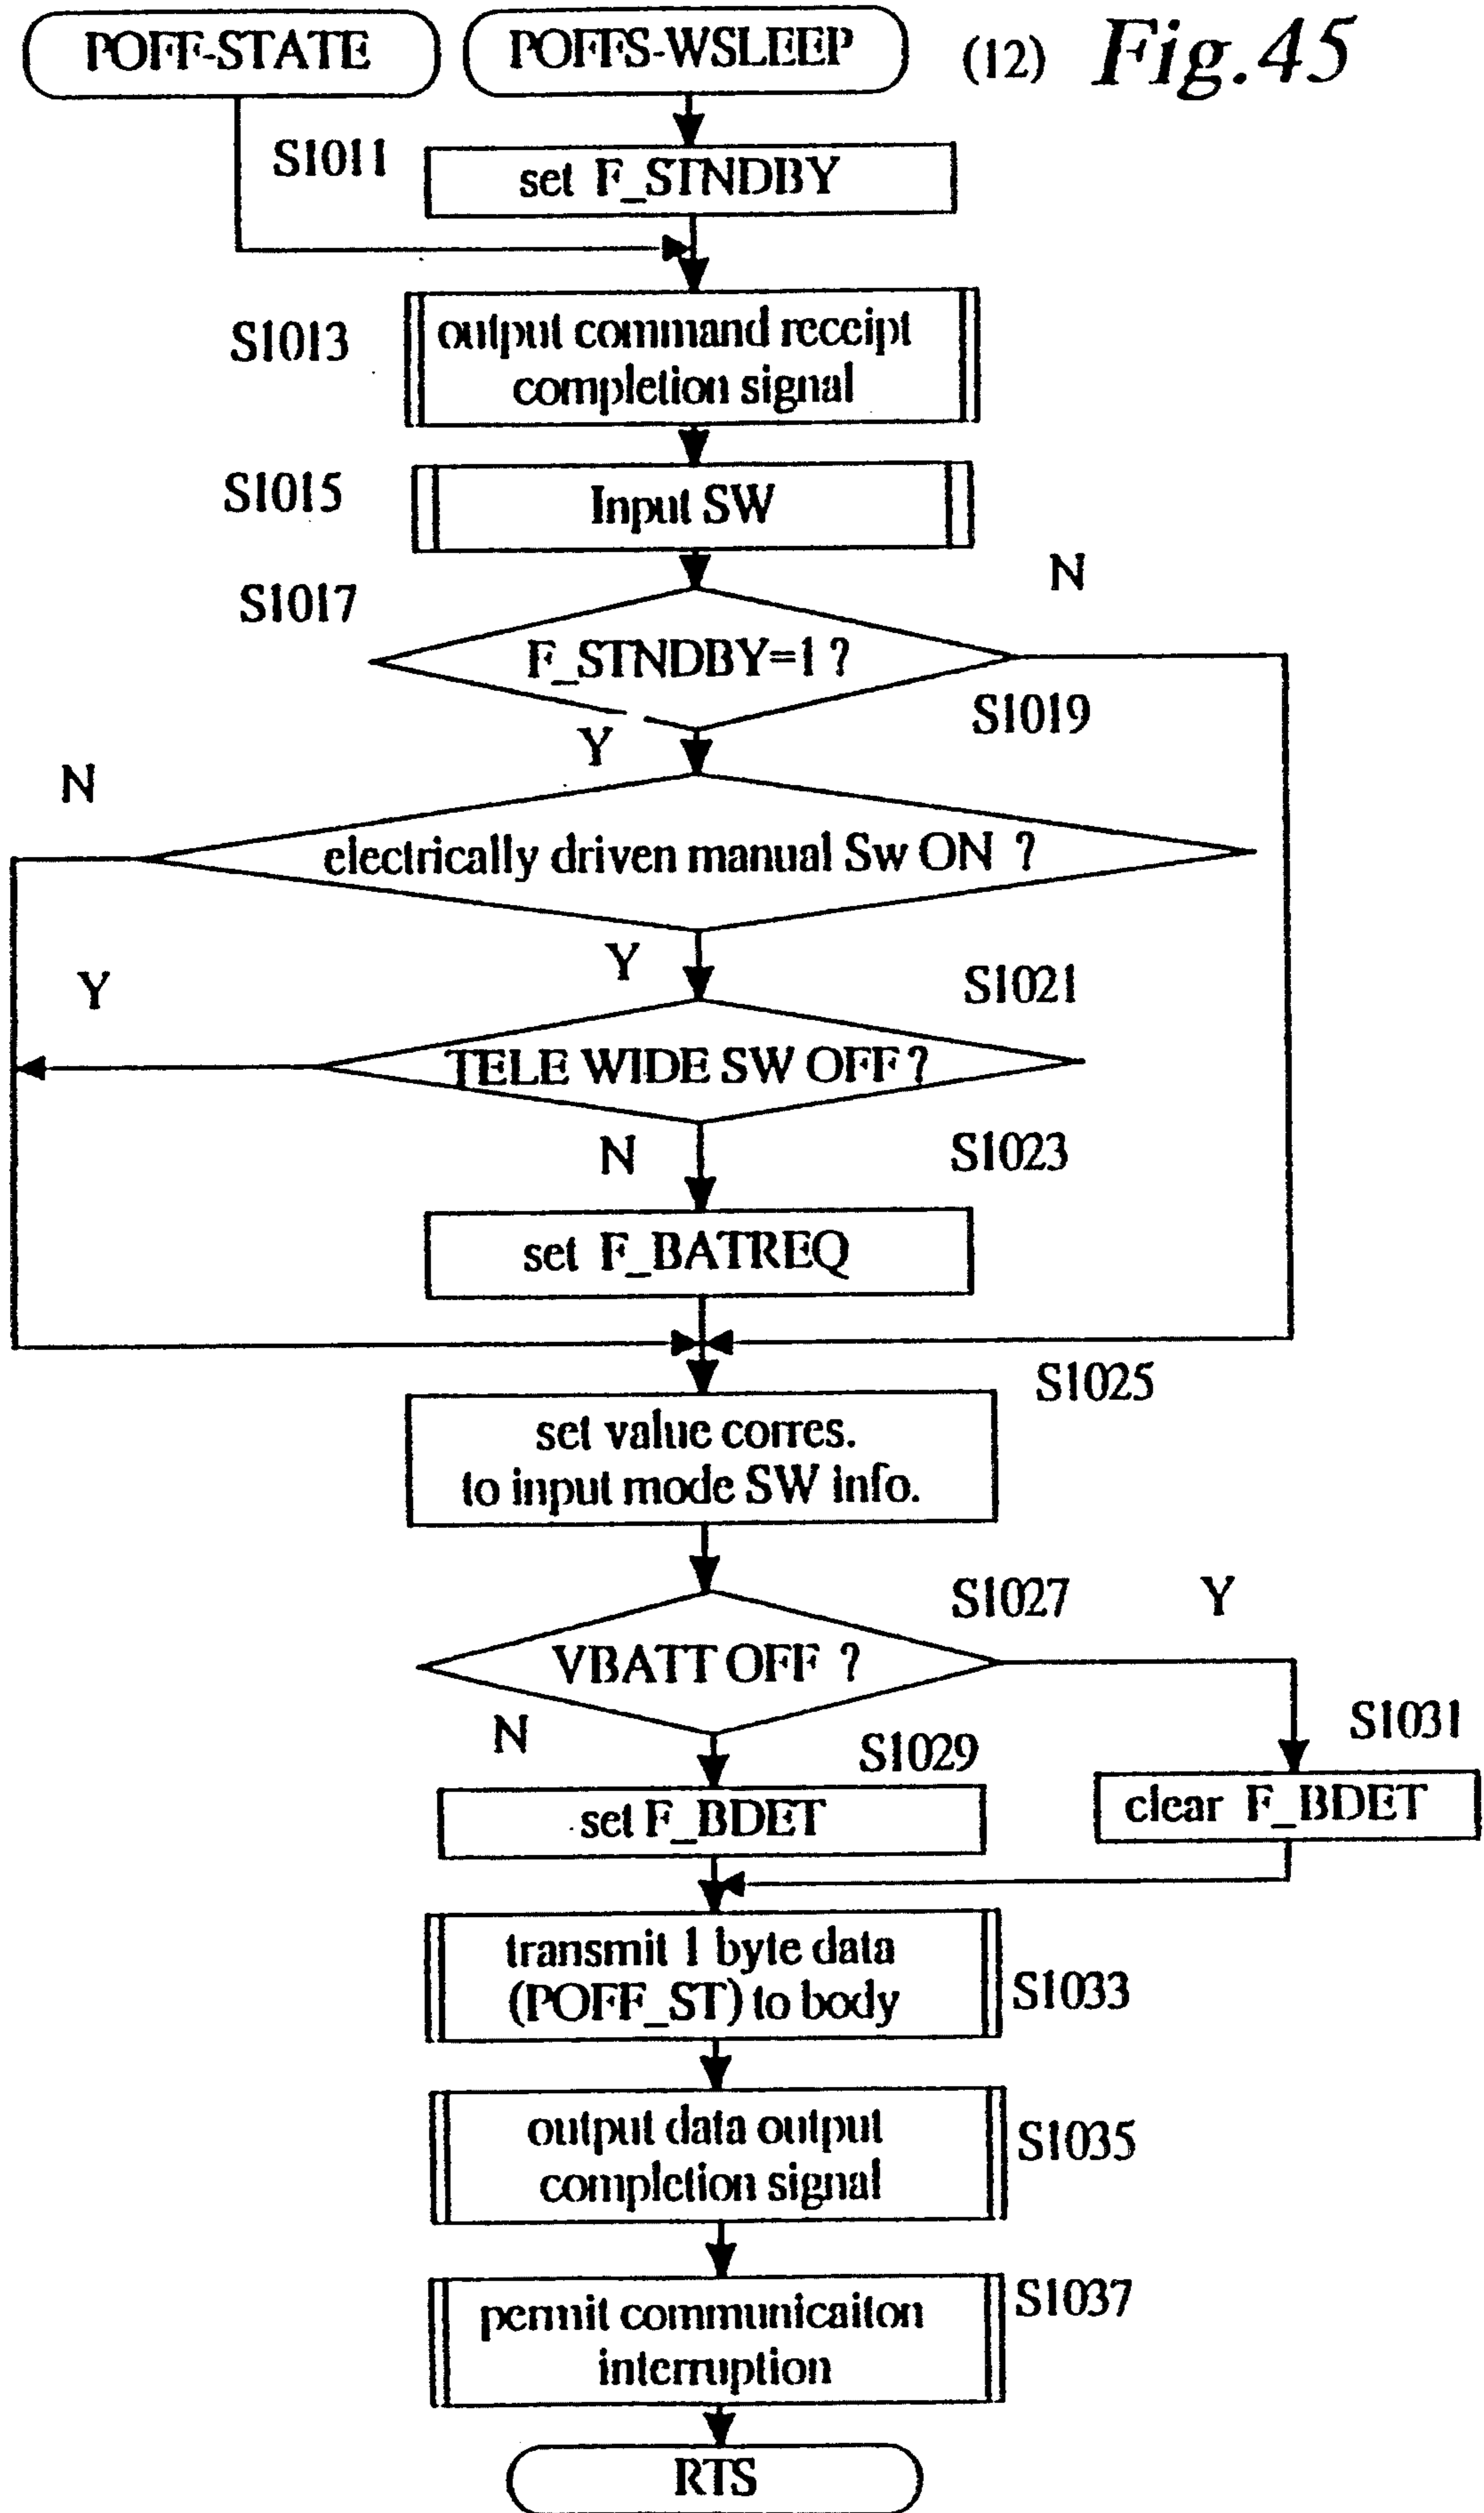 POFF-STATE
POFFS-WSLEEP
(12) Fig.45
S1011
set F_STNDBY
S1013
output command receipt
completion signal
S1015
Input SW
N
S1017
F_STNDBY=1 ?
S1019
Y
N
electrically driven manual Sw ON ?
Y
S1021
Y
TELE WIDE SW OFF ?
N
S1023
set F_BATREQ
S1025
set value corres.
to input mode SW info.
S1027
Y
VBATT OFF ?
S1031
N
S1029
set F_BDET
clear F_BDET
transmit 1 byte data
(POFF_ST) to body
S1033
output data output
completion signal
S1035
permit communicaiton
interruption
S1037
RTS